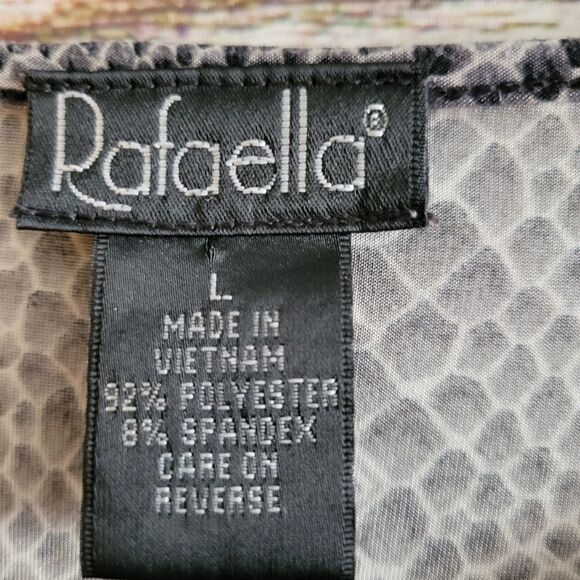 Rafaella®
L
MADE IN
VIETNAM
92% POLYESTER
8% SPANDEX
CARE ON
REVERSE